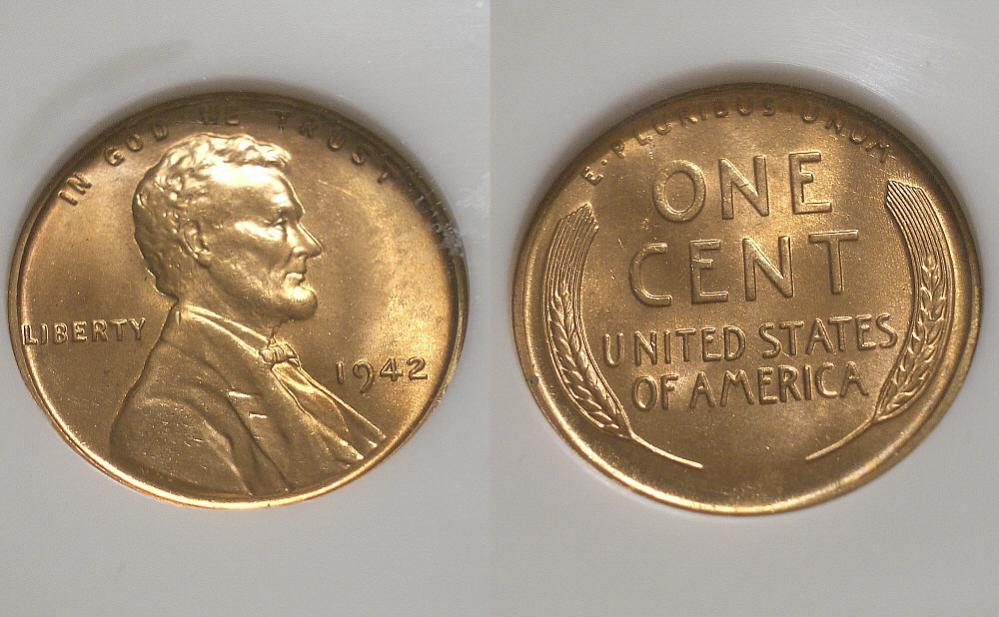 IN GOD WE TRUST
LIBERTY
1942
E·PLURIBUS·UNUM
ONE
CENT
UNITED STATES
OF AMERICA